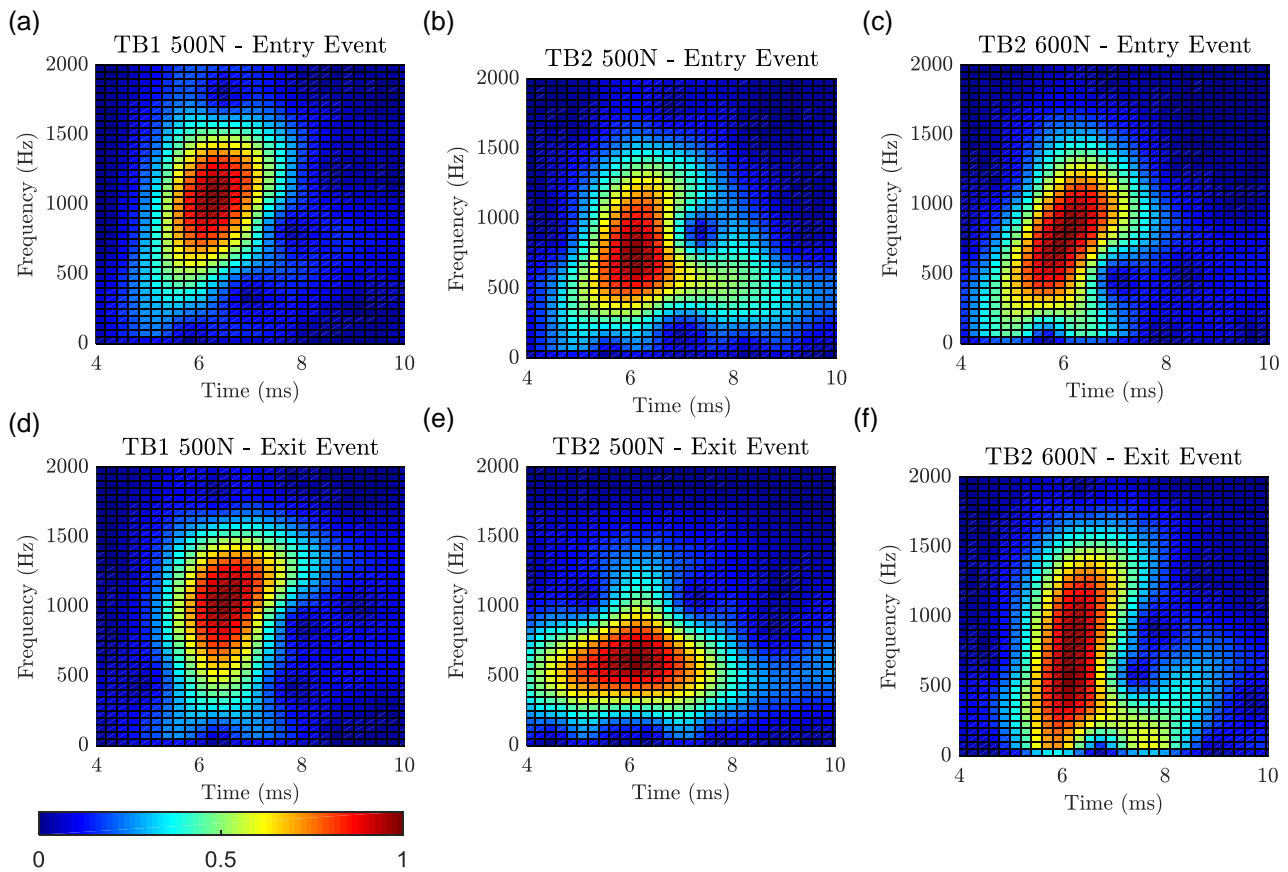 (a)
TB1 500N - Entry Event
2000
1500
1000
500
0
Frequency (Hz)
4
6
8
10
Time (ms)
(b)
TB2 500N - Entry Event
2000
1500
1000
500
0
Frequency (Hz)
4
6
8
10
Time (ms)
(c)
TB2 600N - Entry Event
2000
1500
1000
500
0
Frequency (Hz)
4
6
8
10
Time (ms)
(d)
TB1 500N - Exit Event
2000
1500
1000
500
0
Frequency (Hz)
4
6
8
10
Time (ms)
(e)
TB2 500N - Exit Event
2000
1500
1000
500
0
Frequency (Hz)
4
6
8
10
Time (ms)
(f)
TB2 600N - Exit Event
2000
1500
1000
500
0
Frequency (Hz)
4
6
8
10
Time (ms)
0
0.5
1